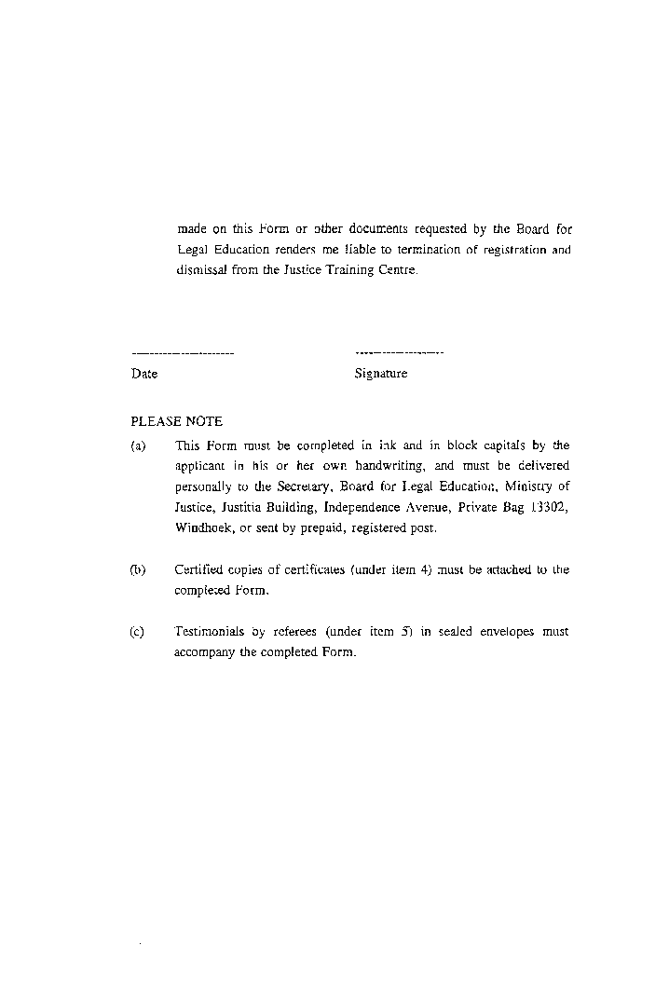 made on this Form or other documents requested by the Board for
Legal Education renders me liable to termination of registration and
dismissal from the Justice Training Centre.
Date Signature
PLEASE NOTE
(a) This Form must be completed in ink and in block capitals by the
applicant in his or her own handwriting, and must be delivered
personally to the Secretary, Board for Legal Education, Ministry of
Justice, Justitia Building, Independence Avenue, Private Bag 13302,
Windhoek, or sent by prepaid, registered post.
(b) Certified copies of certificates (under item 4) must be attached to the
completed Form.
(c) Testimonials by referees (under item 5) in sealed envelopes must
accompany the completed Form.